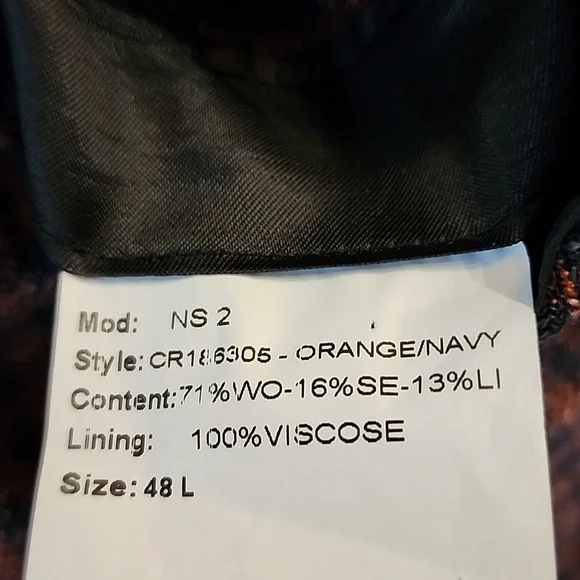 Mod: NS 2
Style: CR186305 - ORANGE/NAVY
Content: 71%WO-16%SE-13%LI
Lining: 100%VISCOSE
Size: 48 L